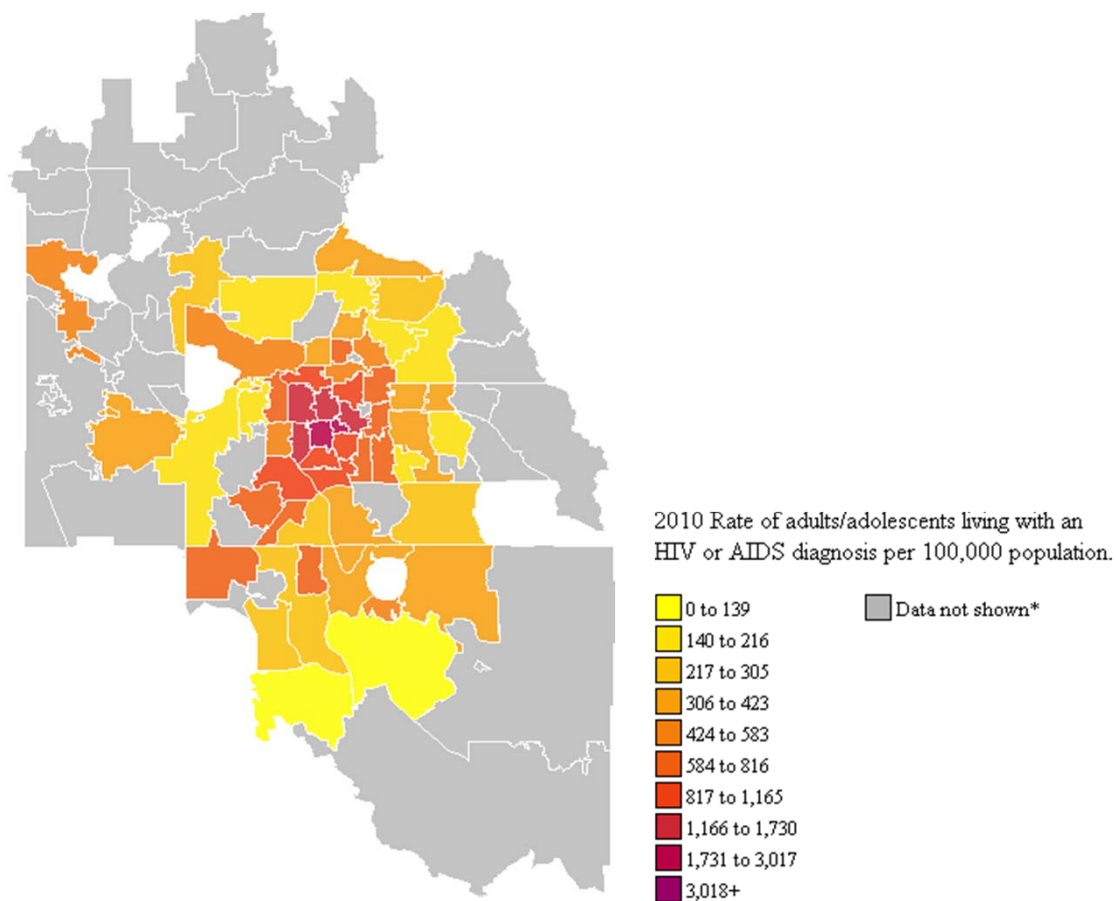 2010 Rate of adults/adolescents living with an
HIV or AIDS diagnosis per 100,000 population.
0 to 139
Data not shown*
140 to 216
217 to 305
306 to 423
424 to 583
584 to 816
817 to 1,165
1,166 to 1,730
1,731 to 3,017
3,018+